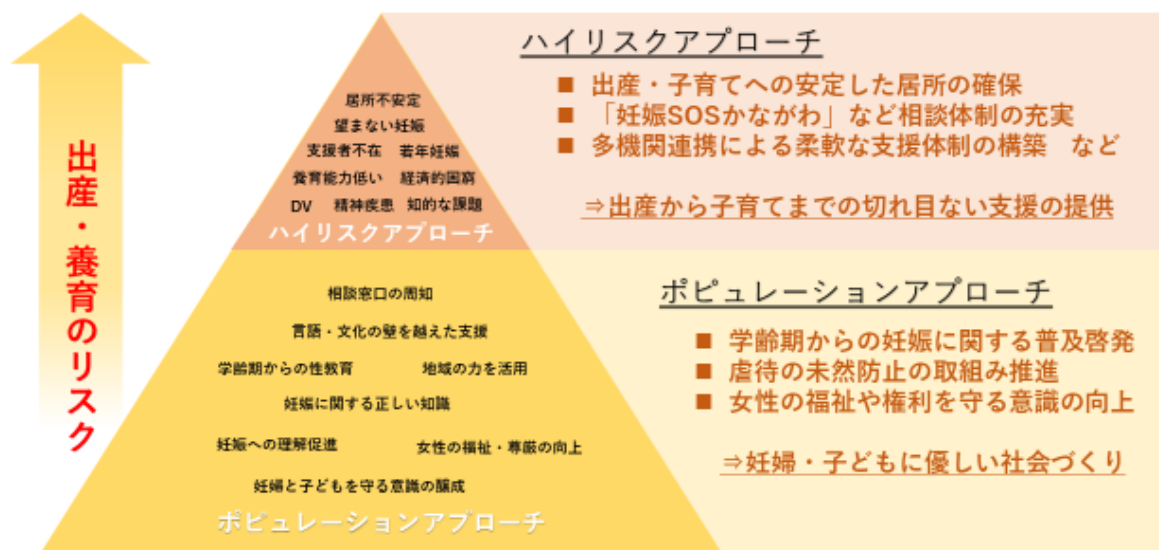 出産・養育のリスク
居所不安定
望まない妊娠
支援者不在 若年妊娠
養育能力低い 経済的困窮
DV 精神疾患 知的な課題
ハイリスクアプローチ
ハイリスクアプローチ
■ 出産・子育てへの安定した居所の確保
■ 「妊娠SOSかながわ」など相談体制の充実
■ 多機関連携による柔軟な支援体制の構築 など
⇒出産から子育てまでの切れ目ない支援の提供
相談窓口の周知
言語・文化の壁を越えた支援
学齢期からの性教育 地域の力を活用
妊娠に関する正しい知識
妊娠への理解促進 女性の福祉・尊厳の向上
妊婦と子どもを守る意識の醸成
ポピュレーションアプローチ
ポピュレーションアプローチ
■ 学齢期からの妊娠に関する普及啓発
■ 虐待の未然防止の取組み推進
■ 女性の福祉や権利を守る意識の向上
⇒妊婦・子どもに優しい社会づくり